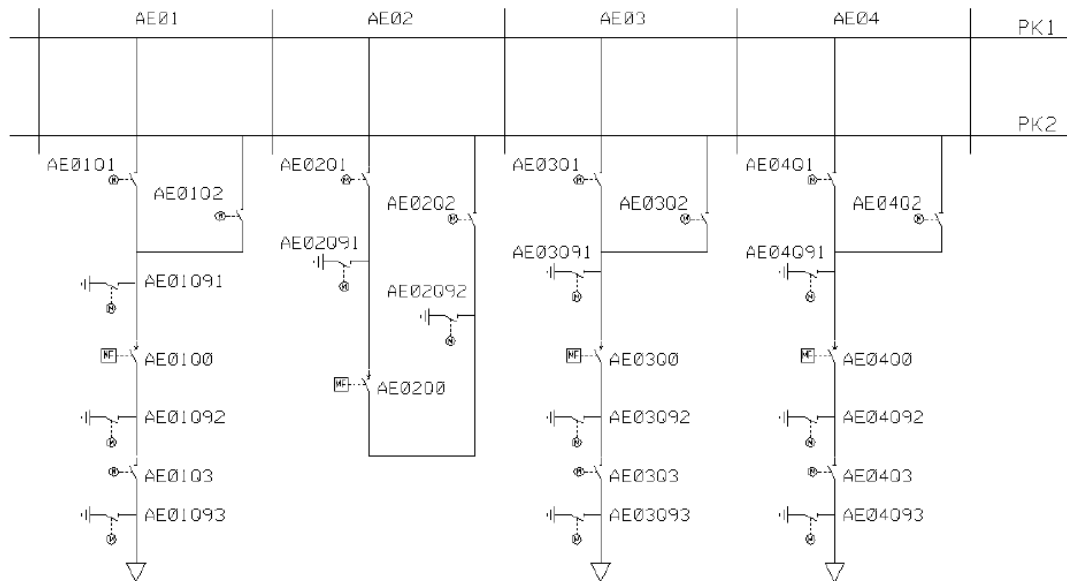 AE01 AE02 AE03 AE04
PK1
PK2
AE01Q1 AE02Q1 AE03Q1 AE04Q1
AE01Q2 AE02Q2 AE03Q2 AE04Q2
AE02Q91 AE03Q91 AE04Q91
AE01Q91 AE02Q92
AE01Q0 AE03Q0 AE04Q0
AE02Q0
AE01Q92 AE03Q92 AE04Q92
AE01Q3 AE03Q3 AE04Q3
AE01Q93 AE03Q93 AE04Q93